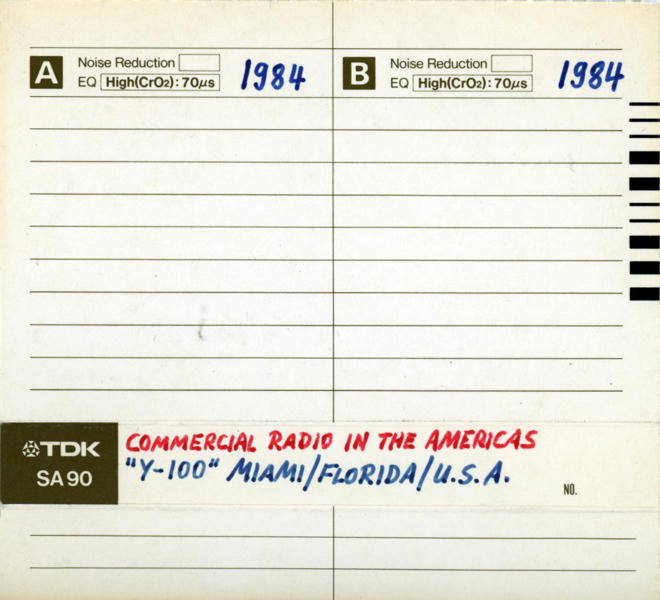 A Noise Reduction
EQ High(CrO2):70µs 1984
B Noise Reduction
EQ High(CrO2):70µs 1984
TDK
SA90
COMMERCIAL RADIO IN THE AMERICAS
"Y-100" MIAMI/FLORIDA/U.S.A.
NO.